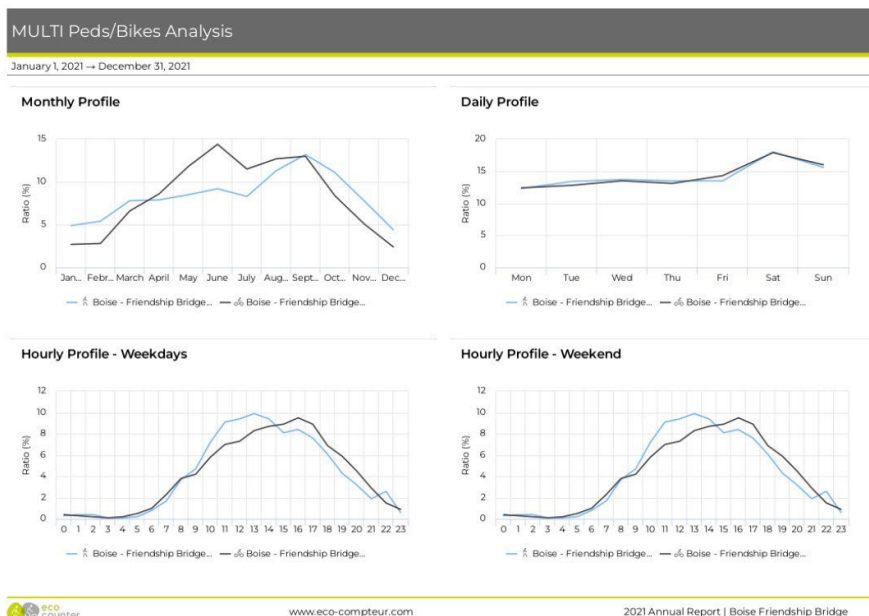 MULTI Peds/Bikes Analysis
January 1, 2021 → December 31, 2021
Monthly Profile
15
10
5
0
Ratio (%)
Jan... Febr... March April May June July Aug... Sept... Oct... Nov... Dec...
Boise - Friendship Bridge... Boise - Friendship Bridge...
Daily Profile
20
15
10
5
0
Ratio (%)
Mon Tue Wed Thu Fri Sat Sun
Boise - Friendship Bridge... Boise - Friendship Bridge...
Hourly Profile - Weekdays
12
10
8
6
4
2
0
Ratio (%)
0 1 2 3 4 5 6 7 8 9 10 11 12 13 14 15 16 17 18 19 20 21 22 23
Boise - Friendship Bridge... Boise - Friendship Bridge...
Hourly Profile - Weekend
12
10
8
6
4
2
0
Ratio (%)
0 1 2 3 4 5 6 7 8 9 10 11 12 13 14 15 16 17 18 19 20 21 22 23
Boise - Friendship Bridge... Boise - Friendship Bridge...
eco
counter
www.eco-compteur.com
2021 Annual Report | Boise Friendship Bridge